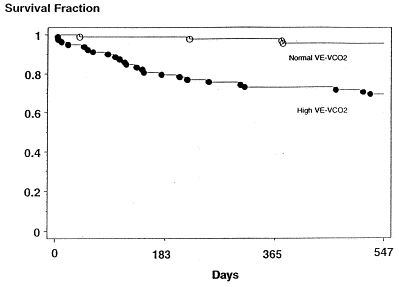 Survival Fraction
1
Normal VE-VCO2
0.8
High VE-VCO2
0.6
0.4
0.2
0
0 183 365 547
Days